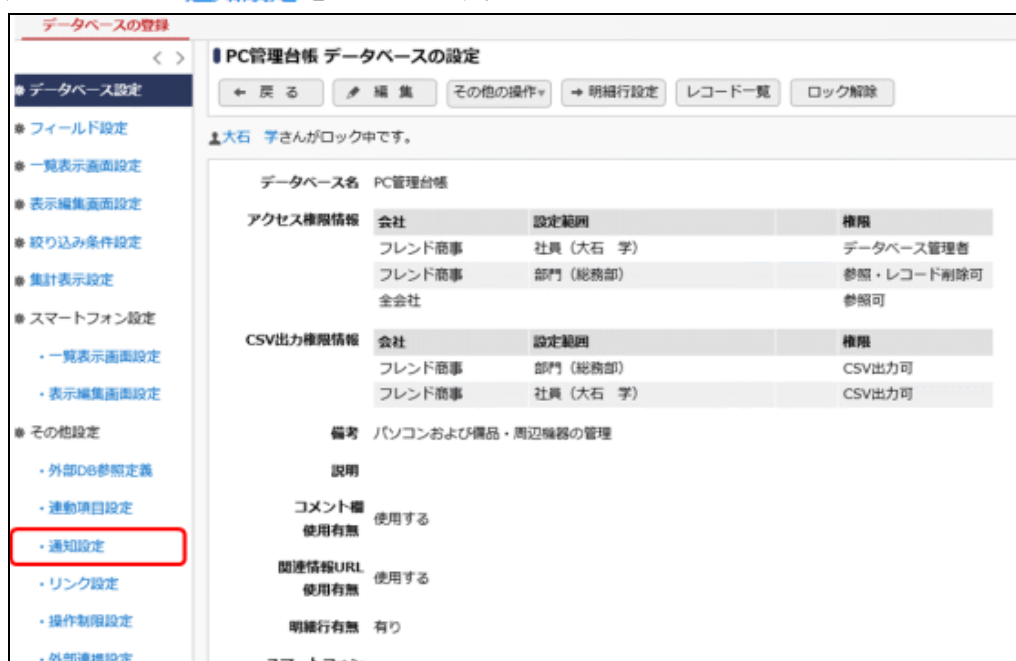 データベースの登録
< >
データベース設定
フィールド設定
一覧表示画面設定
表示編集画面設定
絞り込み条件設定
集計表示設定
スマートフォン設定
・一覧表示画面設定
・表示編集画面設定
その他設定
・外部DB参照定義
・連動項目設定
・通知設定
・リンク設定
・操作制限設定
・外部連携設定
PC管理台帳 データベースの設定
← 戻 る
編 集
その他の操作▾
➔ 明細行設定
レコード一覧
ロック解除
大石 学さんがロック中です。
データベース名 PC管理台帳
アクセス権限情報 会社 設定範囲 権限
フレンド商事 社員（大石 学） データベース管理者
フレンド商事 部門（総務部） 参照・レコード削除可
全会社 参照可
CSV出力権限情報 会社 設定範囲 権限
フレンド商事 部門（総務部） CSV出力可
フレンド商事 社員（大石 学） CSV出力可
備考 パソコンおよび備品・周辺機器の管理
説明
コメント欄
使用有無 使用する
関連情報URL
使用有無 使用する
明細行有無 有り